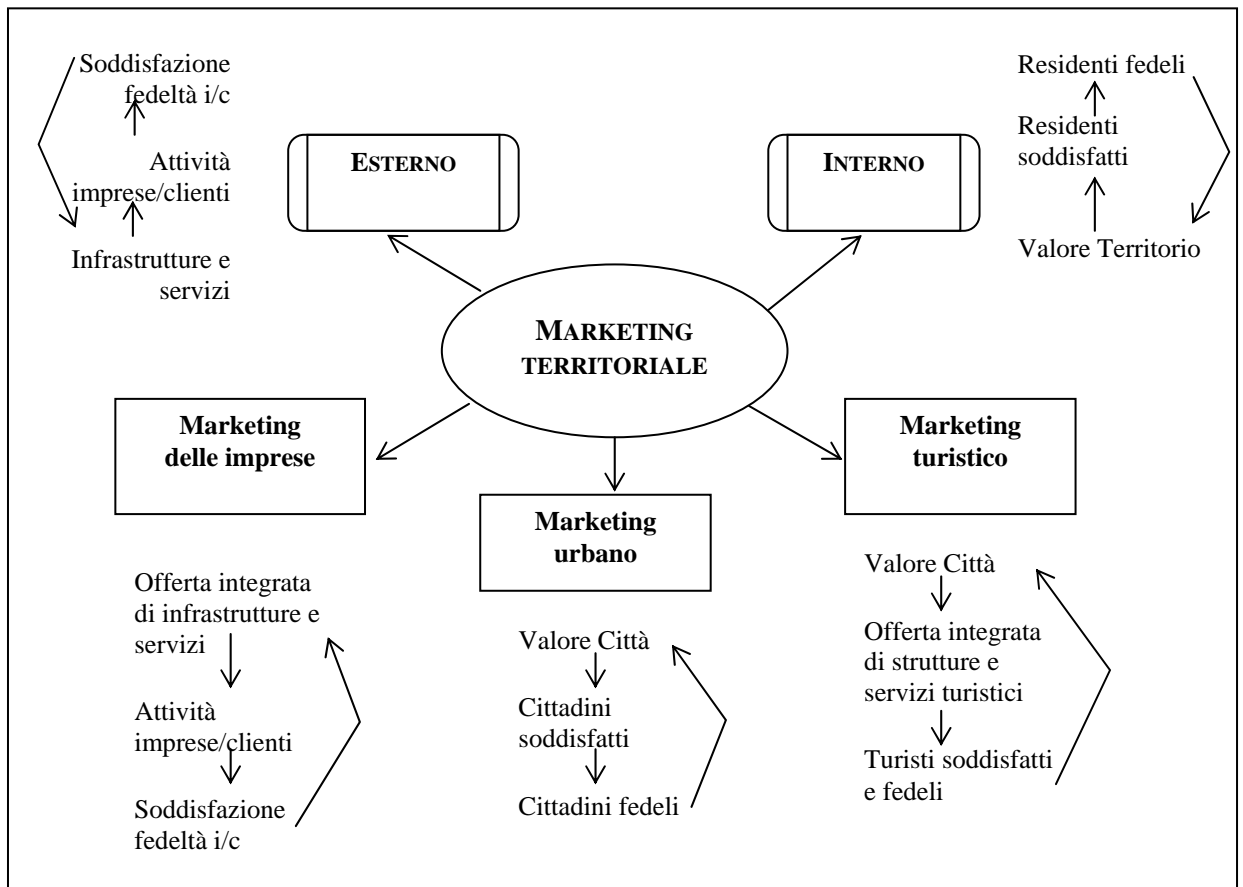 Soddisfazione
fedeltà i/c
Attività
imprese/clienti
Infrastrutture e
servizi
ESTERNO
INTERNO
Residenti fedeli
Residenti
soddisfatti
Valore Territorio
MARKETING
TERRITORIALE
Marketing
delle imprese
Marketing
urbano
Marketing
turistico
Offerta integrata
di infrastrutture e
servizi
Attività
imprese/clienti
Soddisfazione
fedeltà i/c
Valore Città
Cittadini
soddisfatti
Cittadini fedeli
Valore Città
Offerta integrata
di strutture e
servizi turistici
Turisti soddisfatti
e fedeli